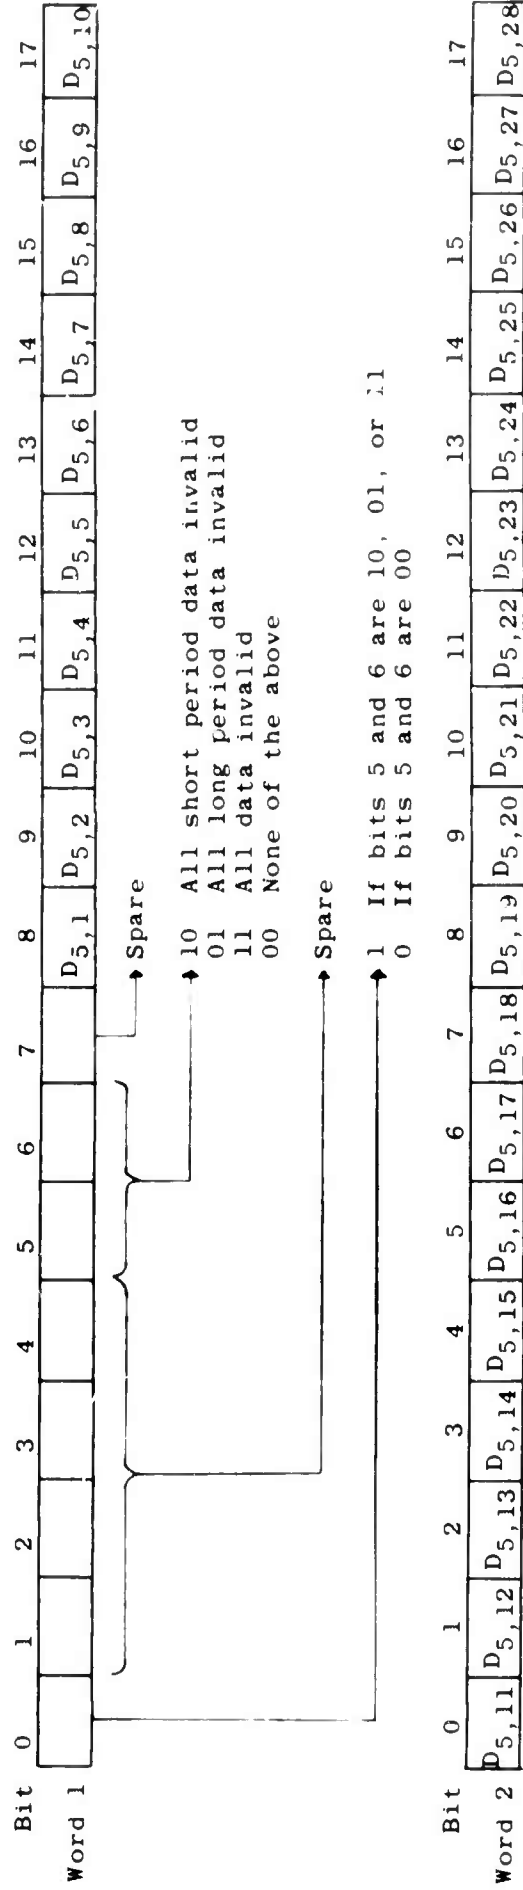 Bit 0 1 2 3 4 5 6 7 8 9 10 11 12 13 14 15 16 17
Word 1 D5,1 D5,2 D5,3 D5,4 D5,5 D5,6 D5,7 D5,8 D5,9 D5,10
Spare
10 All short period data invalid
01 All long period data invalid
11 All data invalid
00 None of the above
Spare
1 If bits 5 and 6 are 10, 01, or 11
0 If bits 5 and 6 are 00
Bit 0 1 2 3 4 5 6 7 8 9 10 11 12 13 14 15 16 17
Word 2 D5,11 D5,12 D5,13 D5,14 D5,15 D5,16 D5,17 D5,18 D5,19 D5,20 D5,21 D5,22 D5,23 D5,24 D5,25 D5,26 D5,27 D5,28